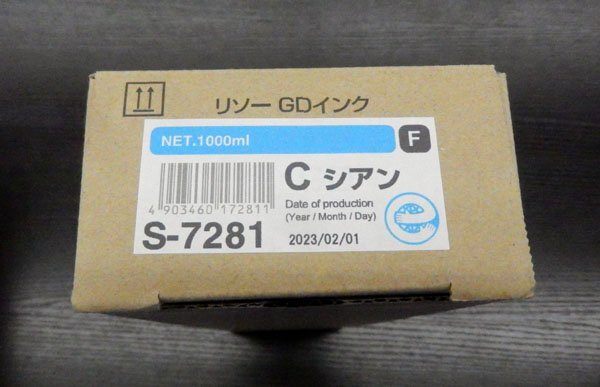 リソー GDインク
NET.1000ml
F
C シアン
4 903460 172811
Date of production
(Year / Month / Day)
S-7281
2023/02/01